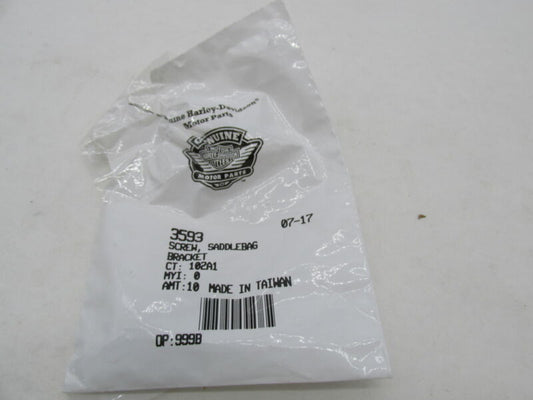 Genuine Harley-Davidson®
Motor Parts
GENUINE
MOTOR PARTS
07-17
3593
SCREW, SADDLEBAG
BRACKET
CT: 102A1
MYI: 0
AMT:10 MADE IN TAIWAN
OP:999B